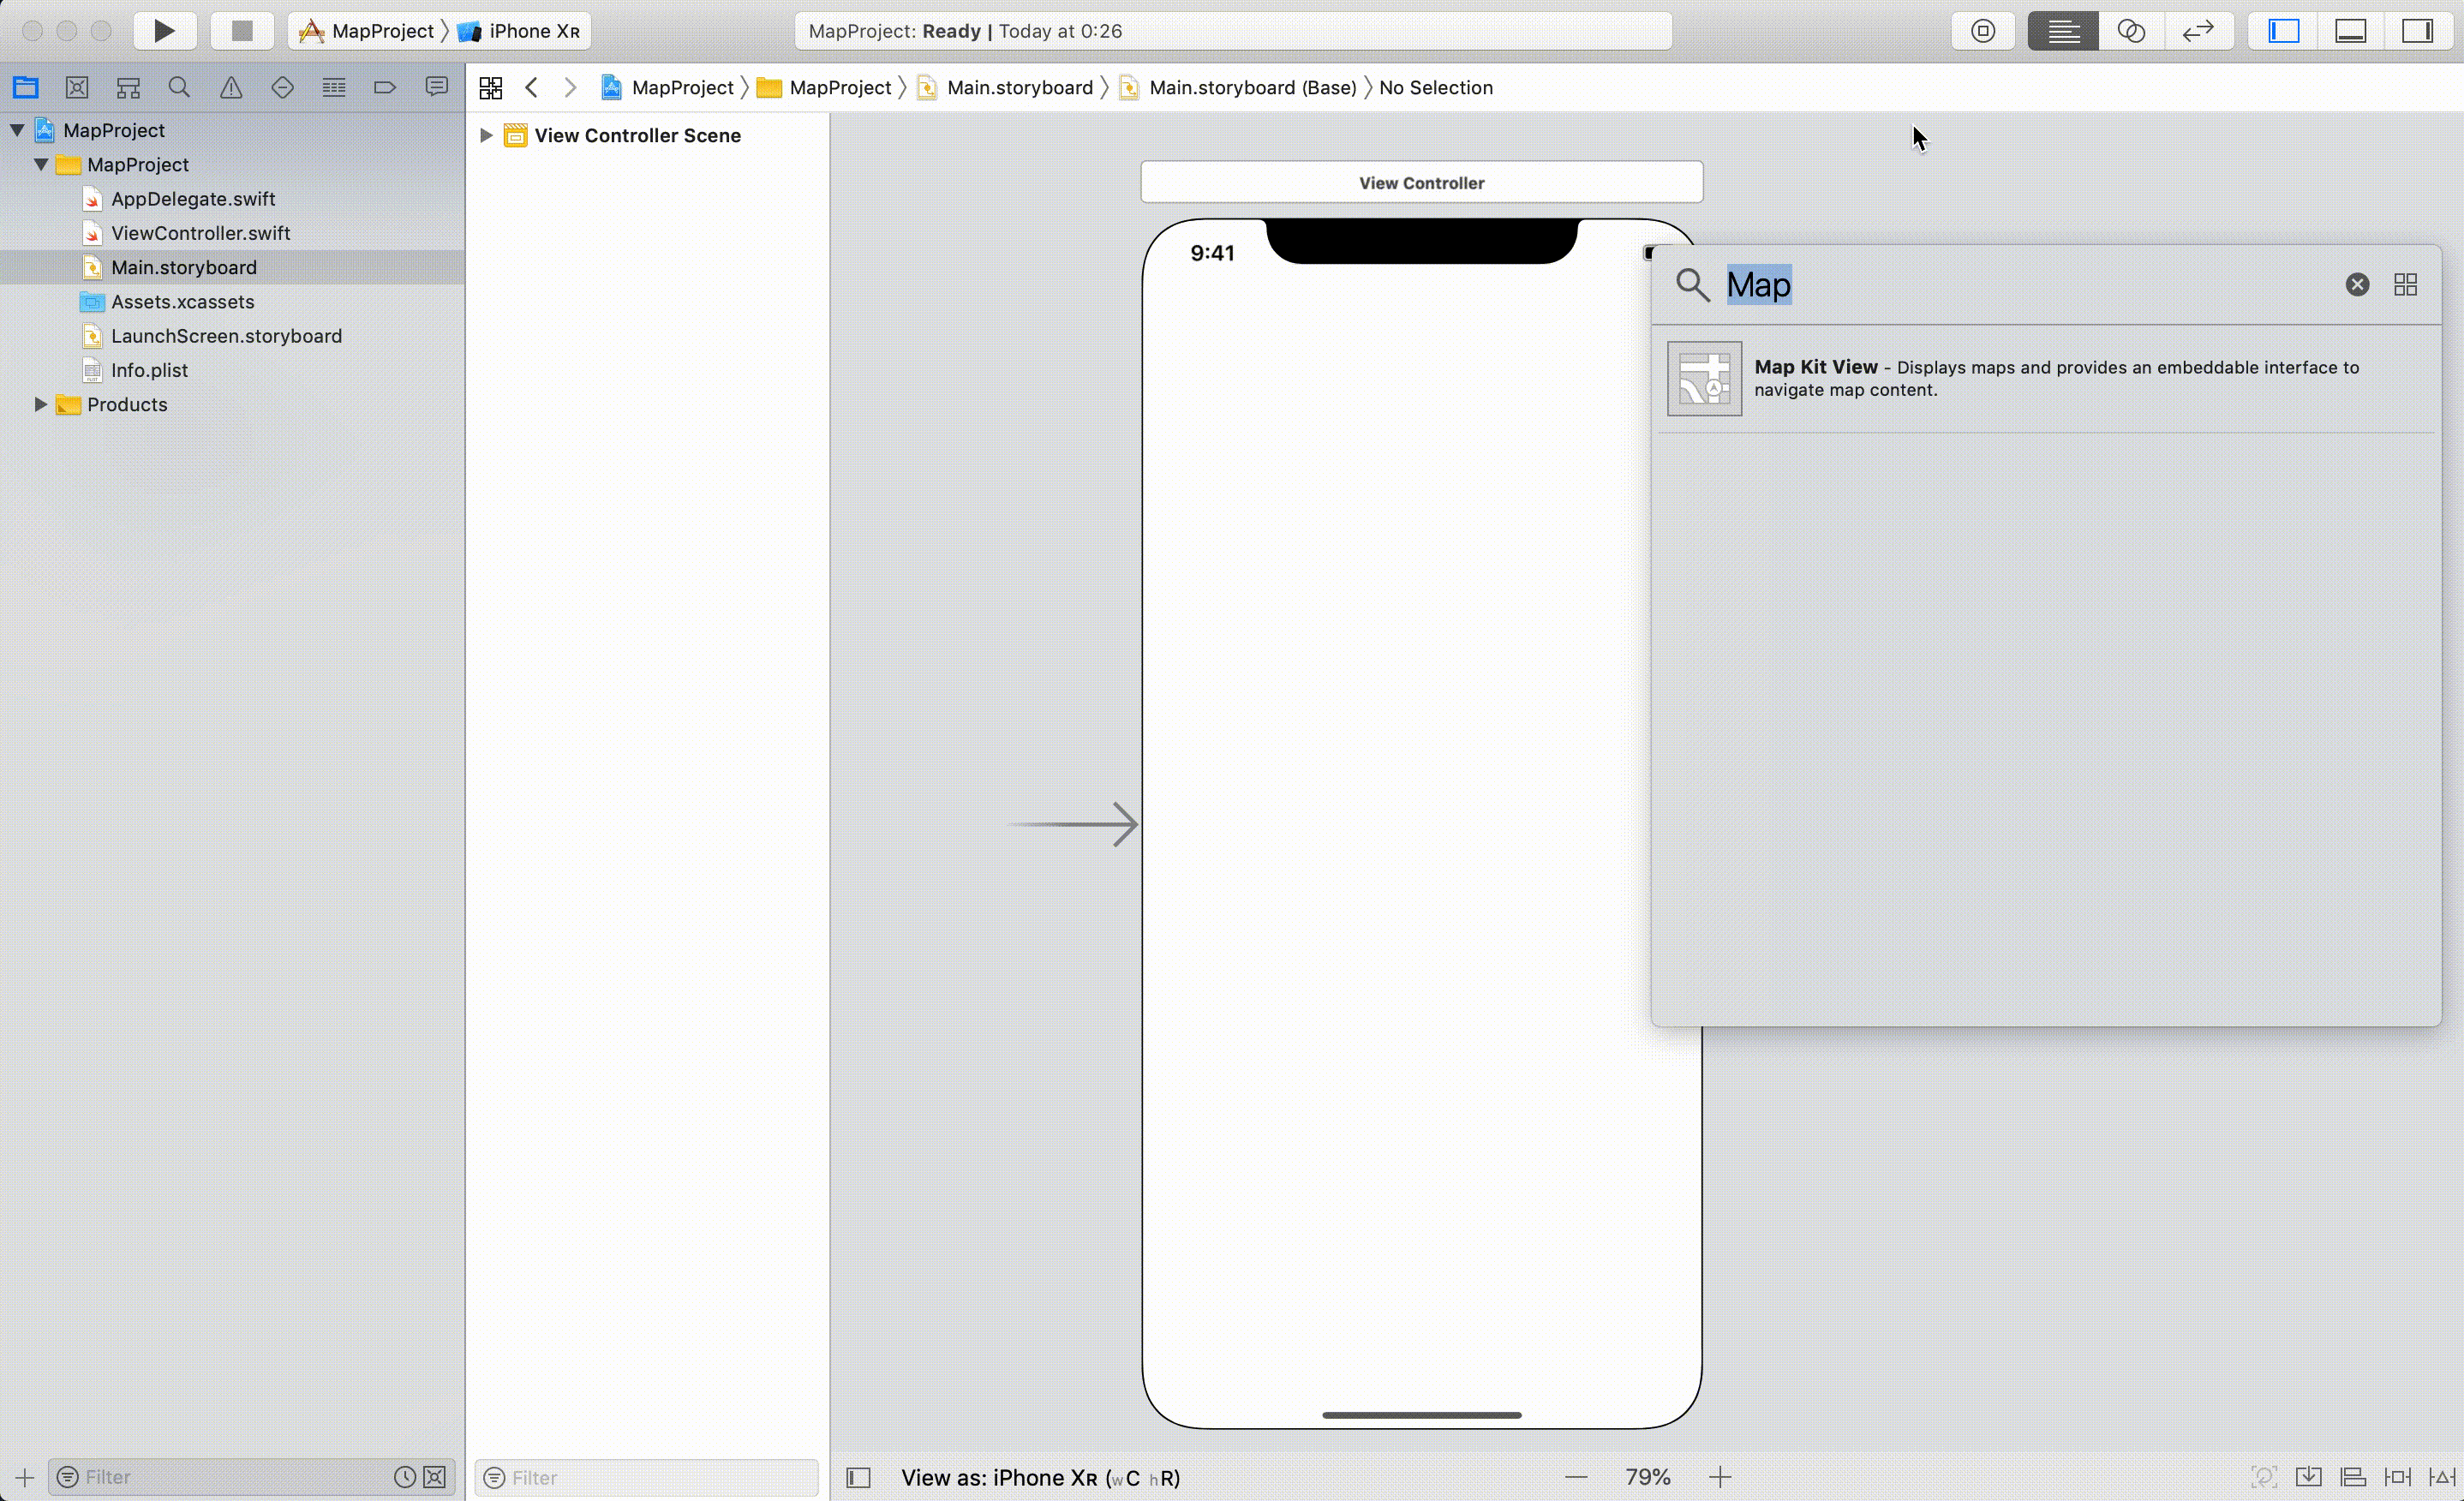 MapProject
iPhone XR
MapProject: Ready | Today at 0:26
MapProject
MapProject
Main.storyboard
Main.storyboard (Base)
No Selection
MapProject
MapProject
AppDelegate.swift
ViewController.swift
Main.storyboard
Assets.xcassets
LaunchScreen.storyboard
Info.plist
Products
View Controller Scene
View Controller
9:41
Map
Map Kit View - Displays maps and provides an embeddable interface to
navigate map content.
Filter
Filter
View as: iPhone XR (wC hR)
79%